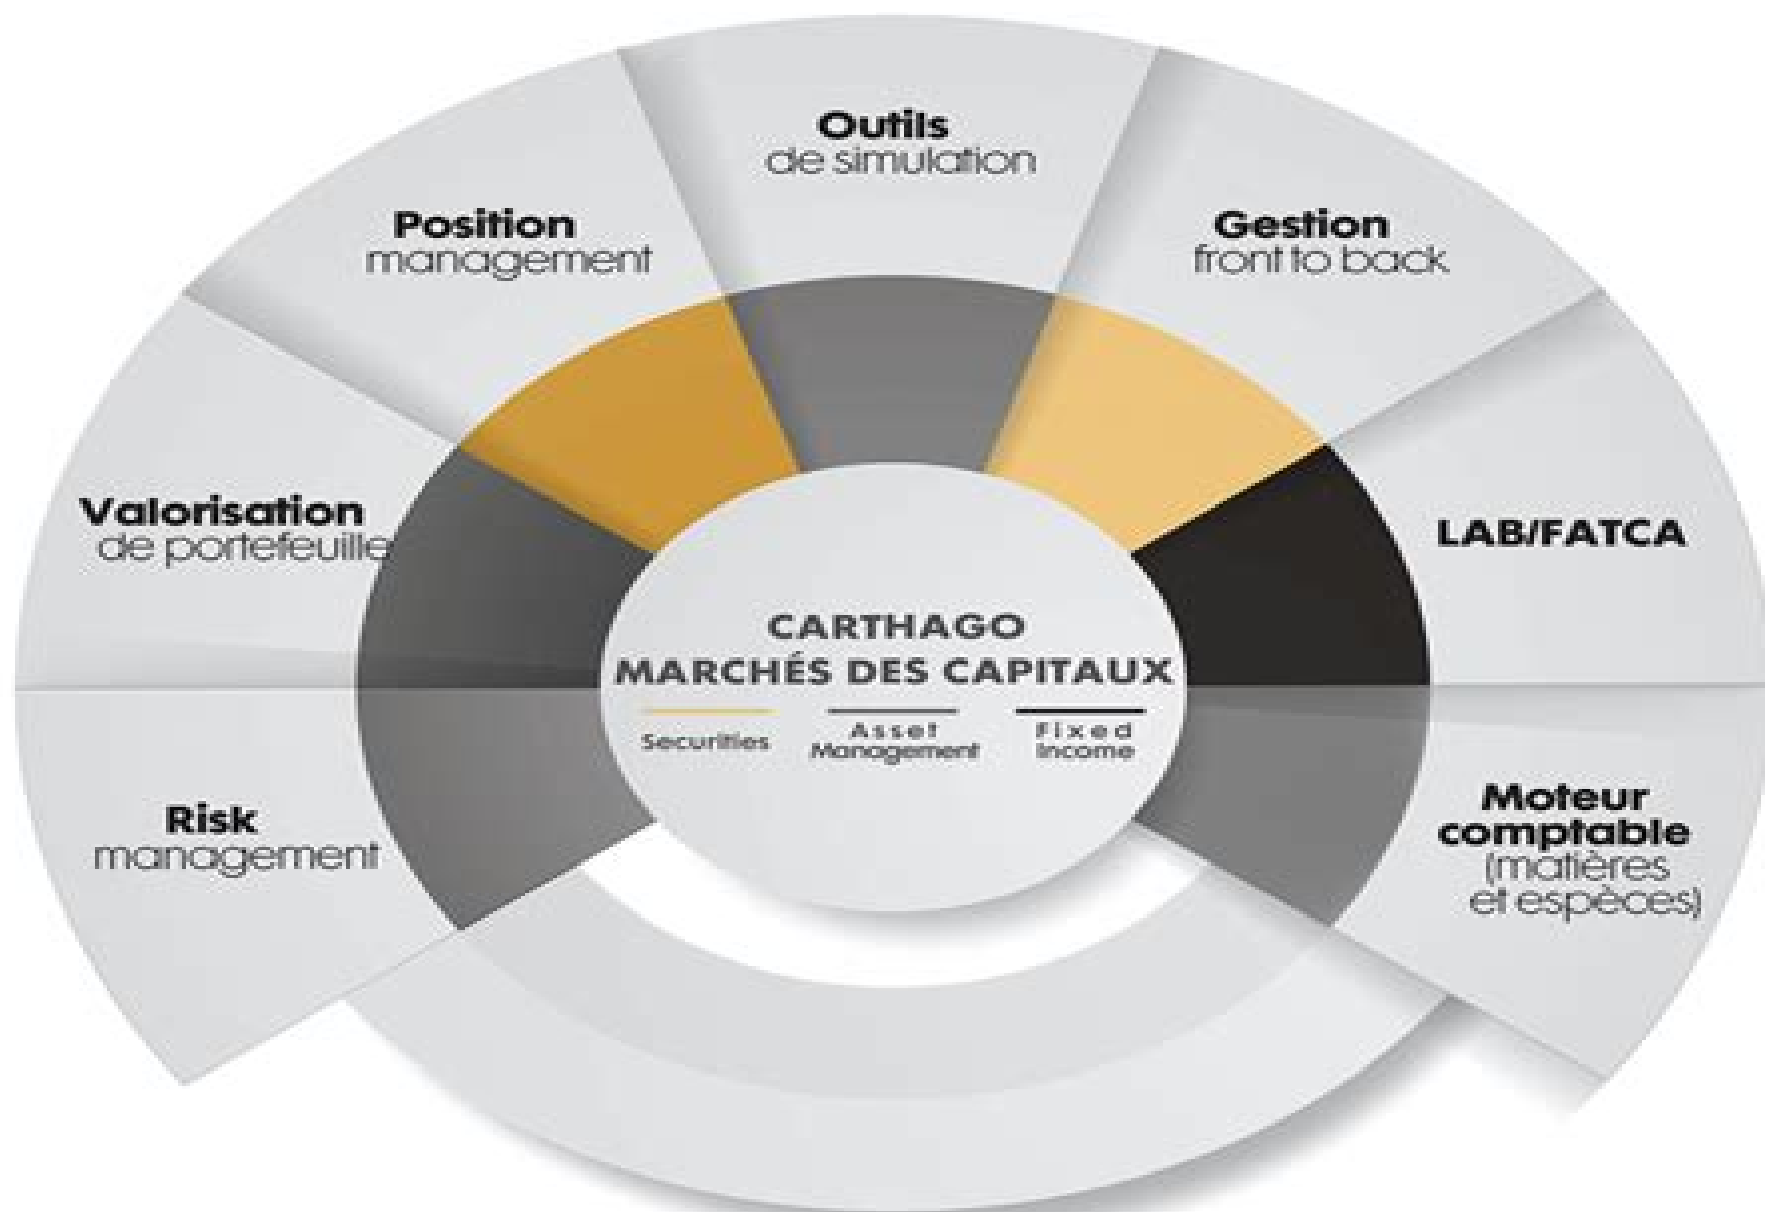 Outils
de simulation
Position
management
Gestion
front to back
Valorisation
de portefeuille
LAB/FATCA
CARTHAGO
MARCHÉS DES CAPITAUX
Securities
Asset
Management
Fixed
Income
Risk
management
Moteur
comptable
(matières
et espèces)